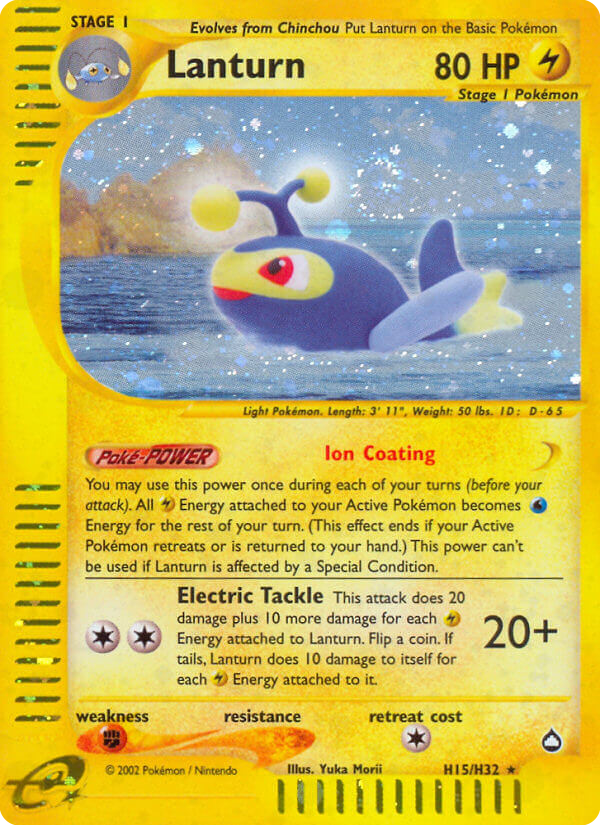 STAGE 1
Evolves from Chinchou Put Lanturn on the Basic Pokémon
Lanturn 80 HP
Stage 1 Pokémon
Light Pokémon. Length: 3' 11", Weight: 50 lbs. ID: D-65
Poké-POWER Ion Coating
You may use this power once during each of your turns (before your
attack). All Energy attached to your Active Pokémon becomes
Energy for the rest of your turn. (This effect ends if your Active
Pokémon retreats or is returned to your hand.) This power can't
be used if Lanturn is affected by a Special Condition.
Electric Tackle This attack does 20
damage plus 10 more damage for each
Energy attached to Lanturn. Flip a coin. If
tails, Lanturn does 10 damage to itself for
each Energy attached to it.
20+
weakness resistance retreat cost
© 2002 Pokémon / Nintendo Illus. Yuka Morii H15/H32 ★
e